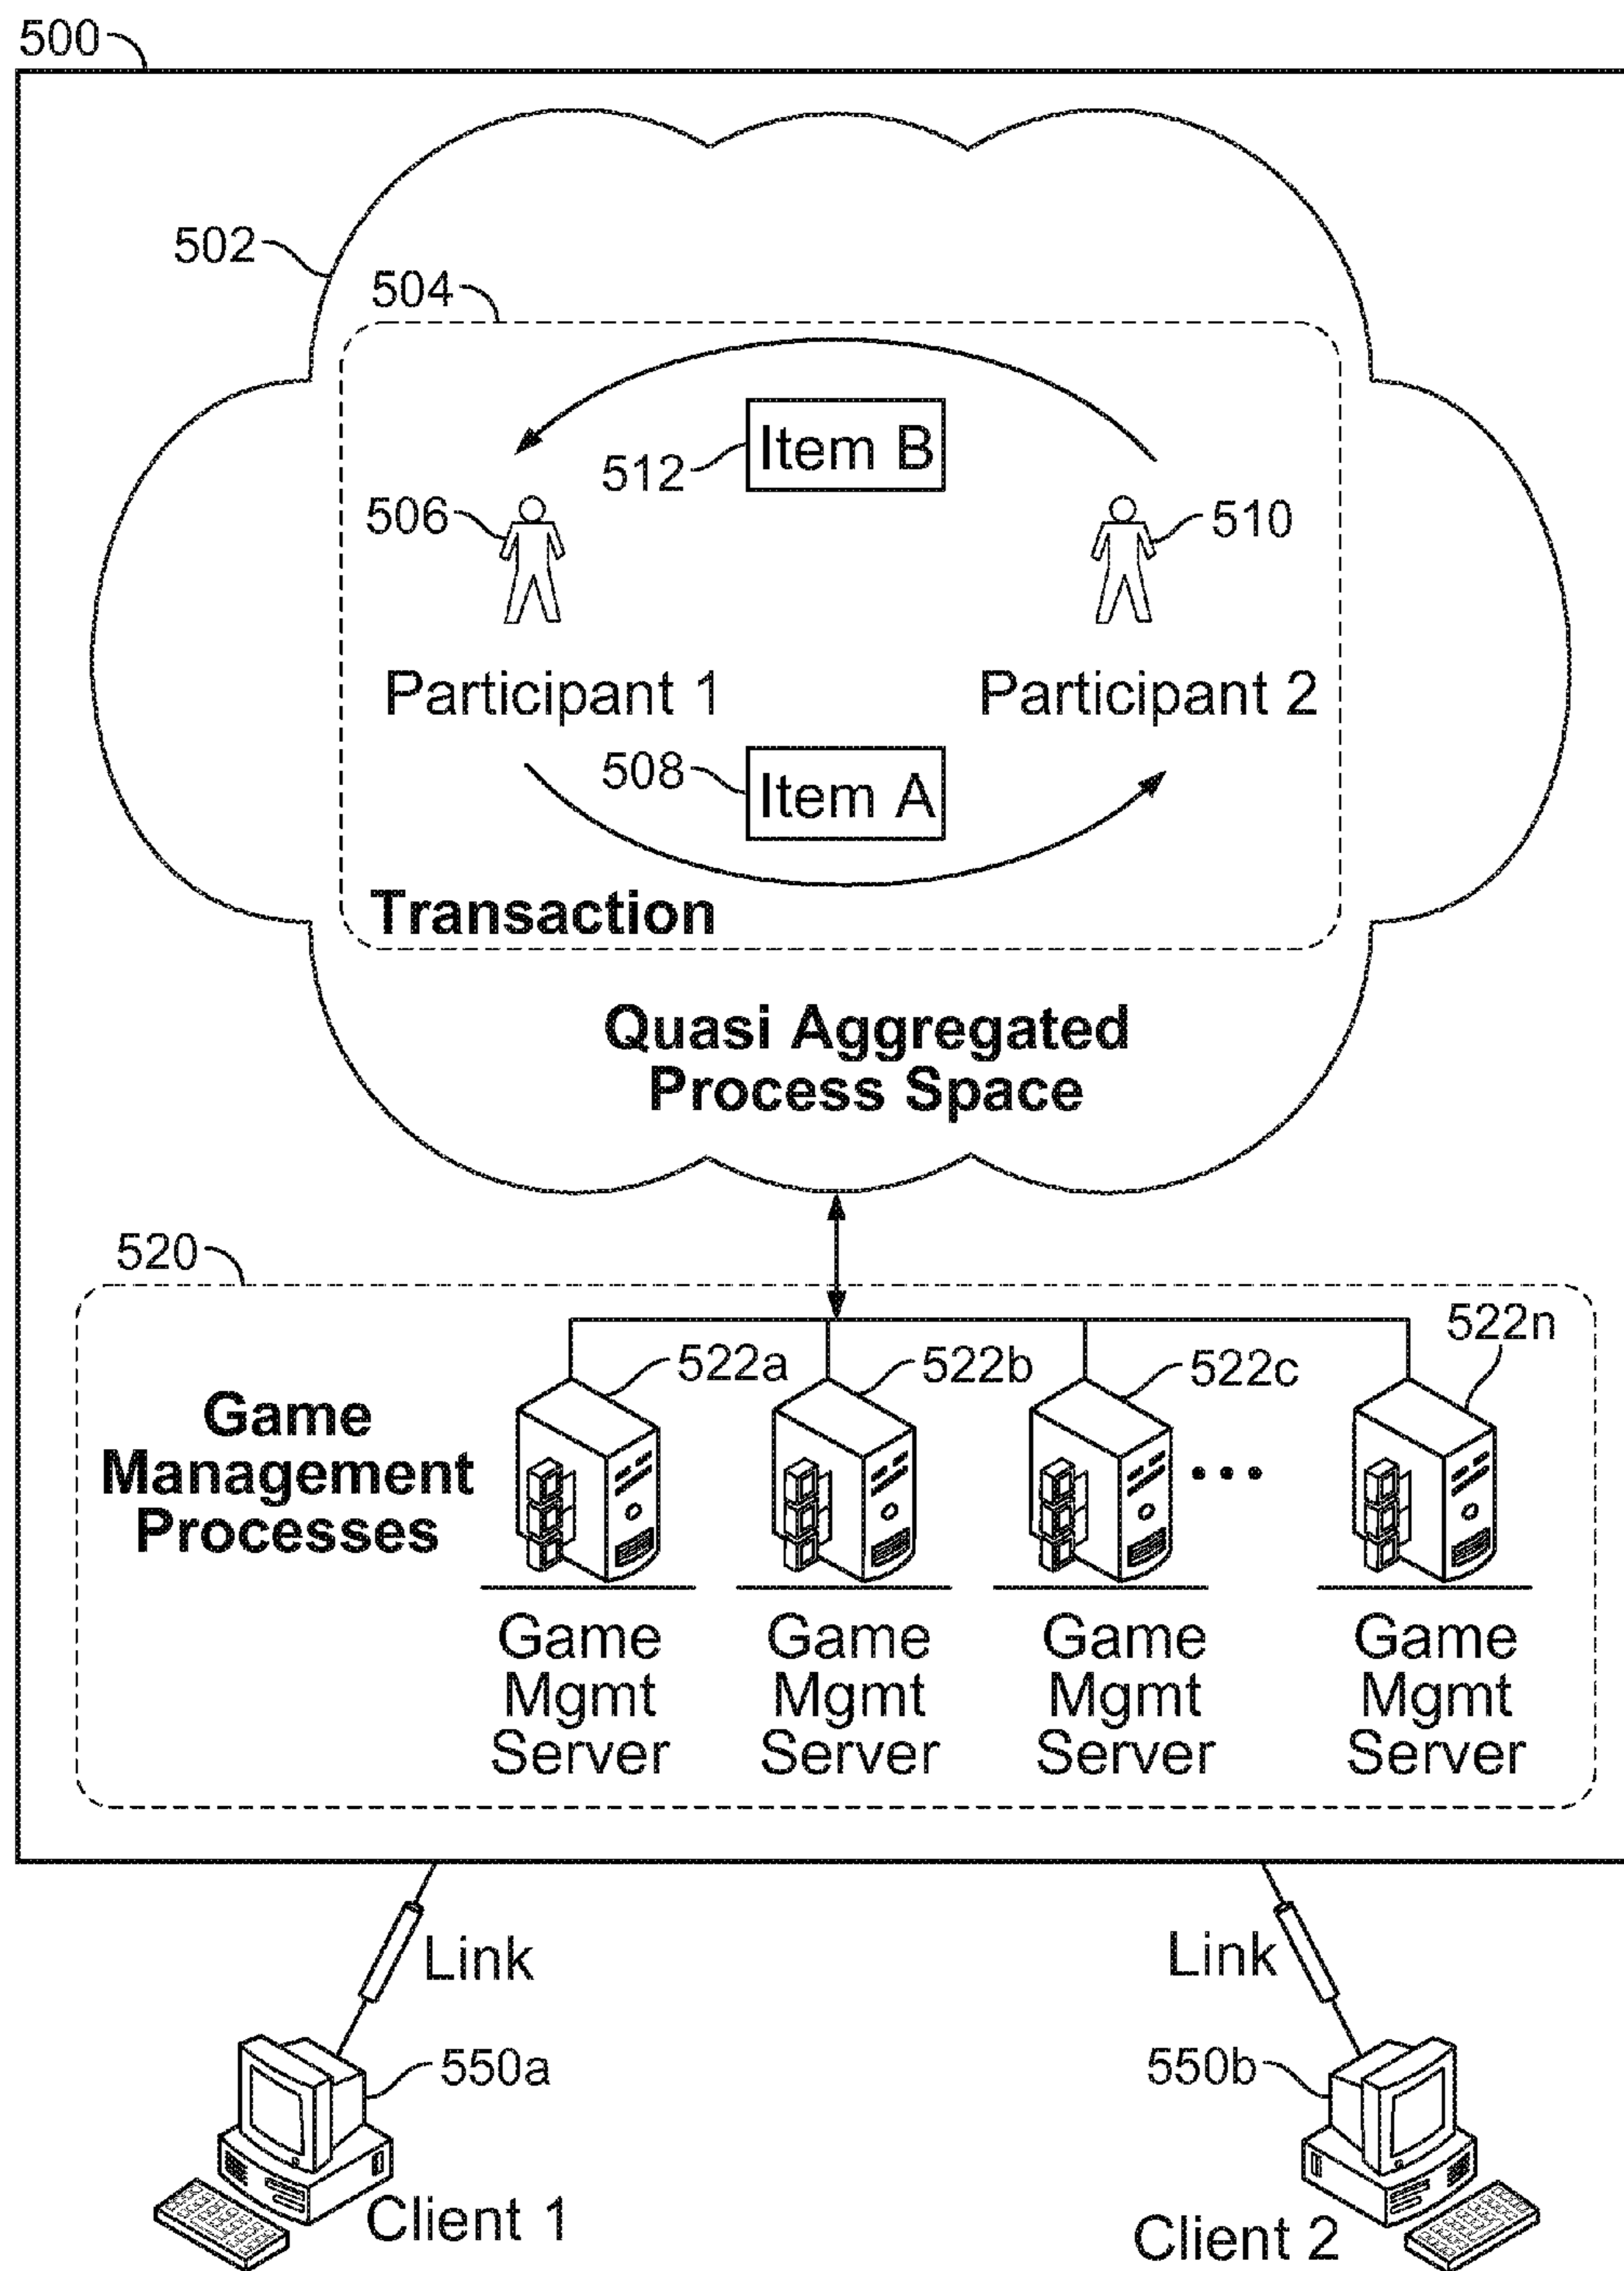 500
502
504
Item B
512
506
510
Participant 1
Participant 2
508
Item A
Transaction
Quasi Aggregated
Process Space
520
522n
522a
522b
522c
Game
Management
Processes
Game
Mgmt
Server
Game
Mgmt
Server
Game
Mgmt
Server
Game
Mgmt
Server
Link
Link
550a
550b
Client 1
Client 2